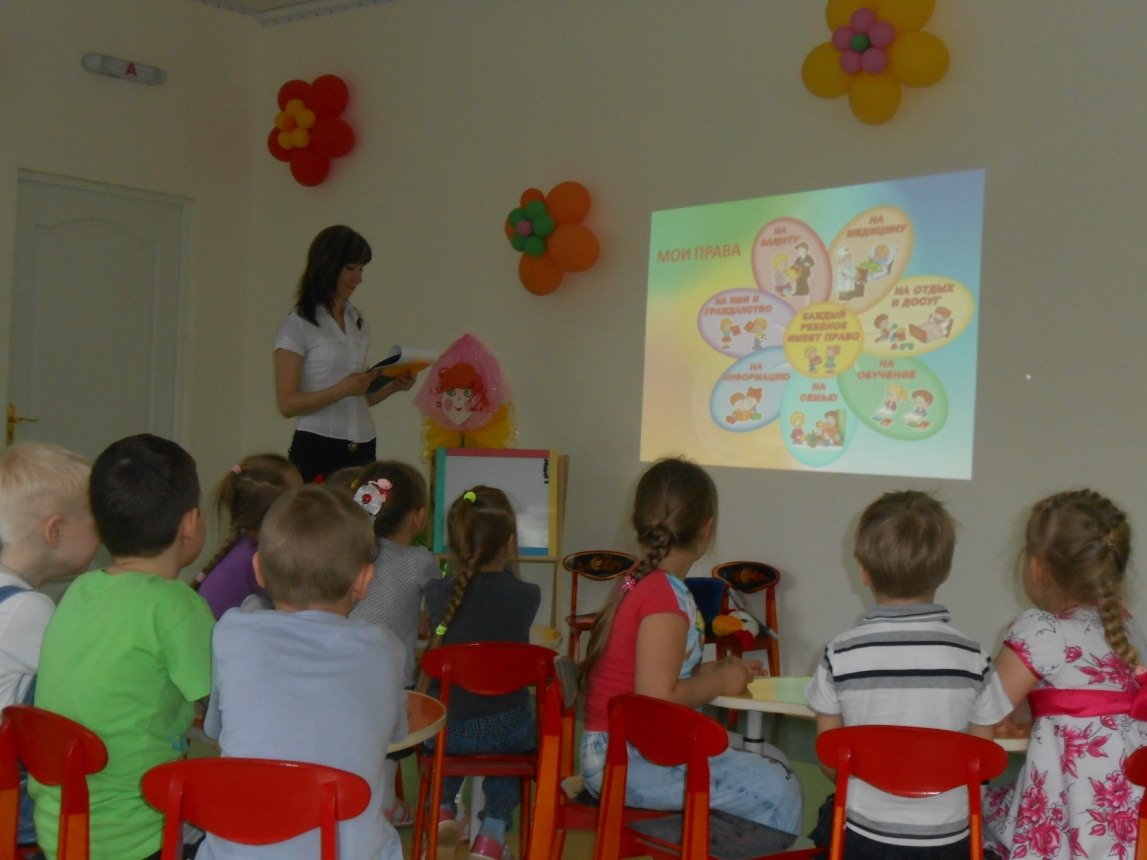 А
МОИ ПРАВА
НА
ЗАЩИТУ
НА
МЕДИЦИНУ
НА ОТДЫХ
И ДОСУГ
НА ИМЯ И
ГРАЖДАНСТВО
КАЖДЫЙ
РЕБЕНОК
ИМЕЕТ ПРАВО
НА
ИНФОРМАЦИЮ
НА
СЕМЬЮ
НА
ОБУЧЕНИЕ